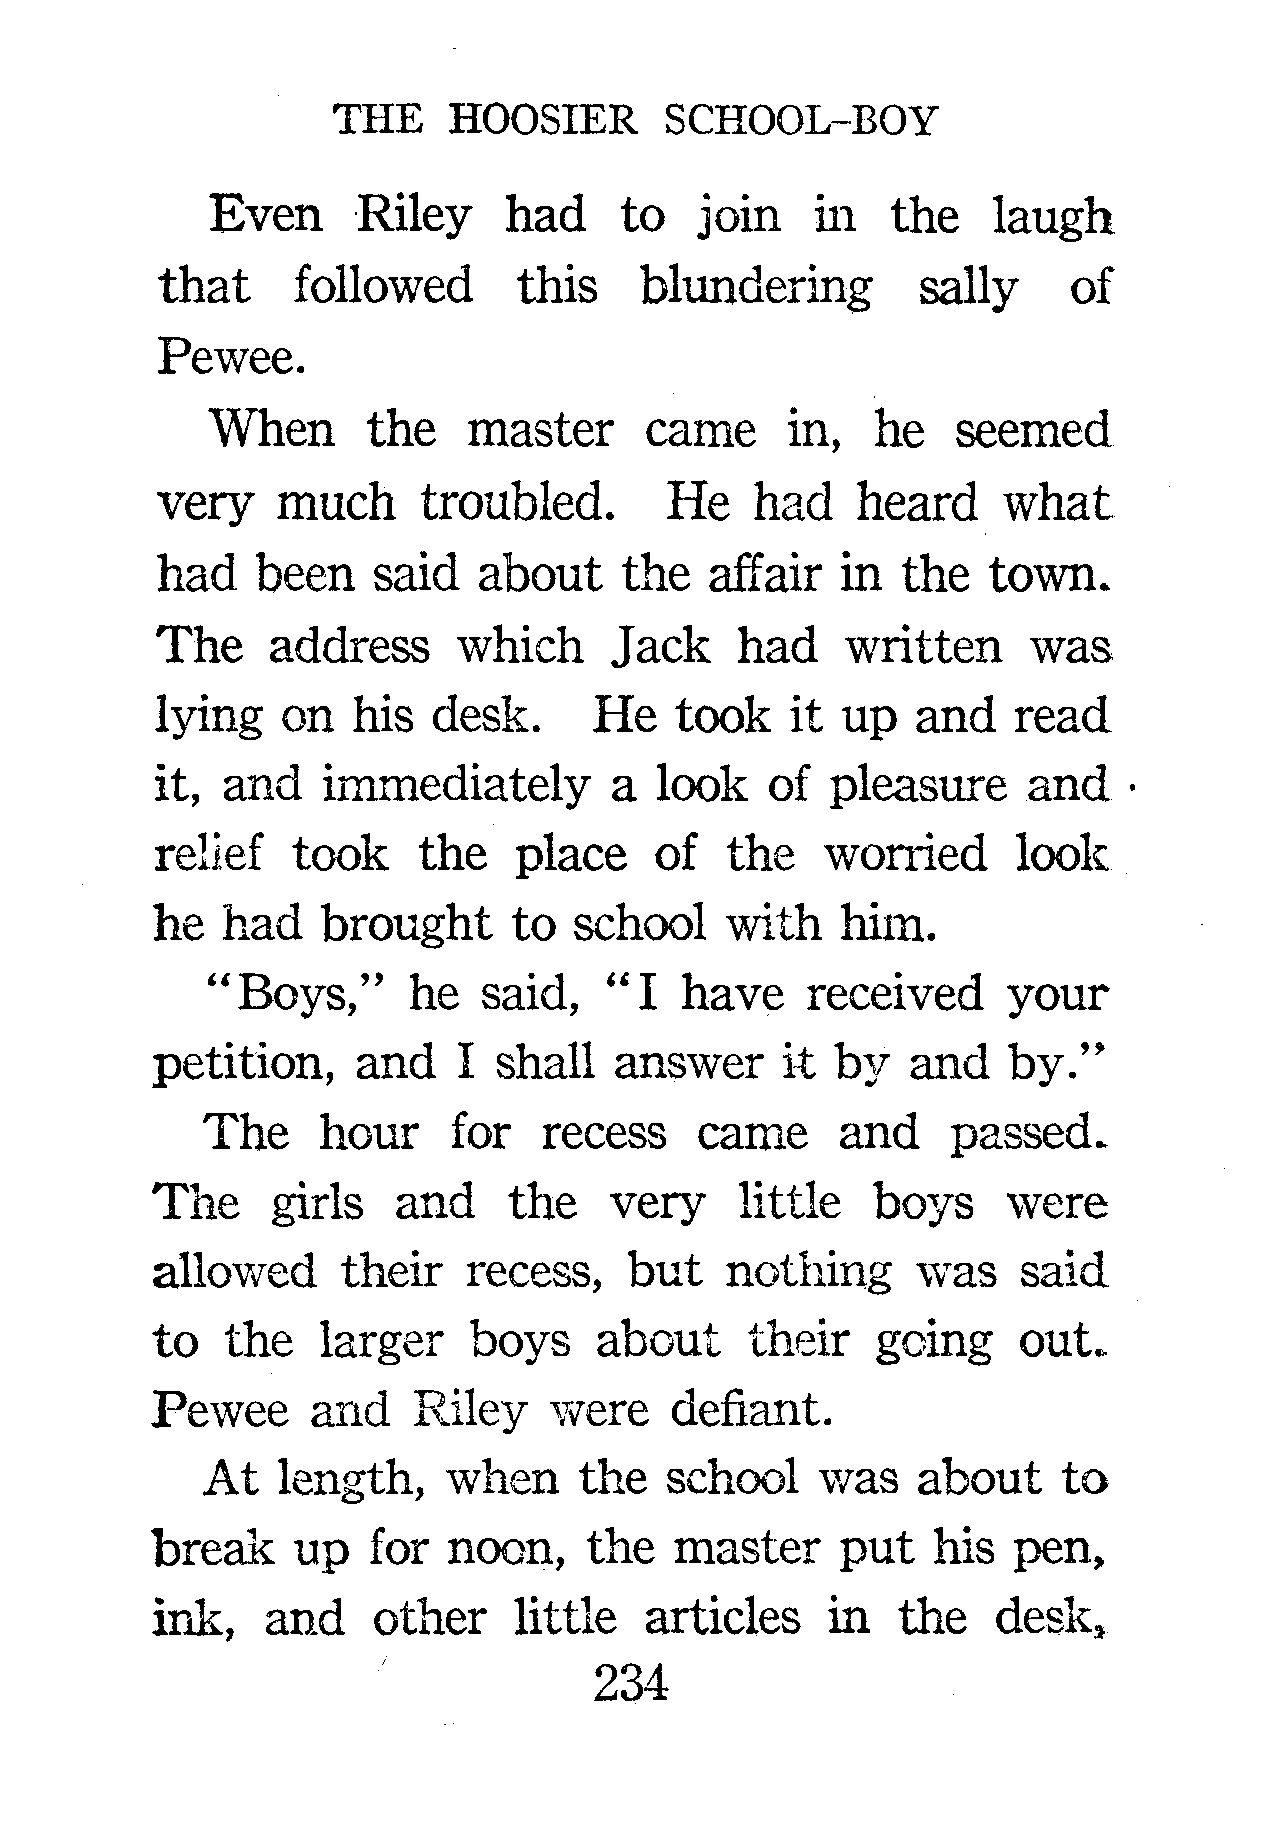 THE HOOSIER SCHOOL-BOY
Even Riley had to join in the laugh
that followed this blundering sally of
Pewee.
When the master came in, he seemed
very much troubled. He had heard what
had been said about the affair in the town.
The address which Jack had written was
lying on his desk. He took it up and read
it, and immediately a look of pleasure and
relief took the place of the worried look
he had brought to school with him.
"Boys," he said, "I have received your
petition, and I shall answer it by and by."
The hour for recess came and passed.
The girls and the very little boys were
allowed their recess, but nothing was said
to the larger boys about their going out.
Pewee and Riley were defiant.
At length, when the school was about to
break up for noon, the master put his pen,
ink, and other little articles in the desk,
234